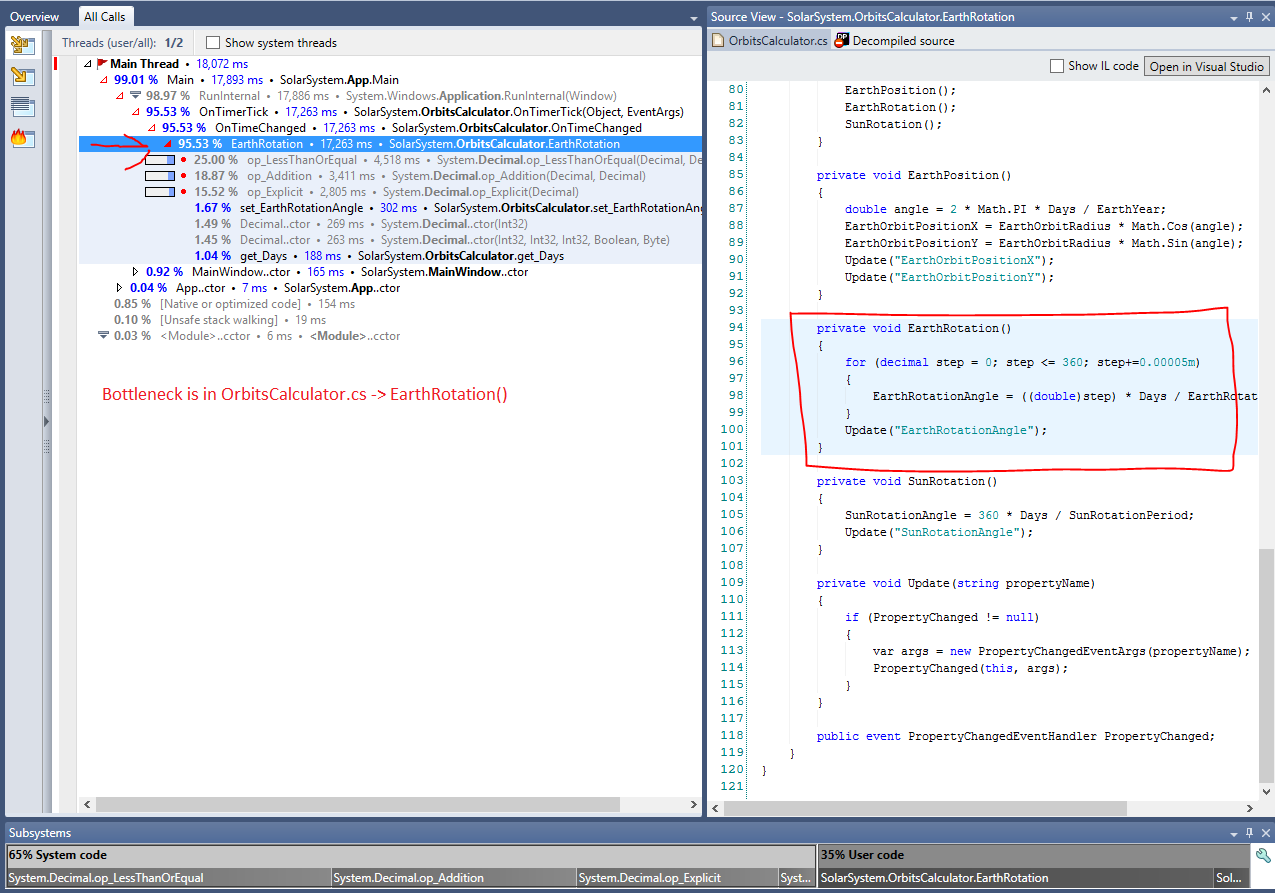 Overview
All Calls
Threads (user/all): 1/2
Show system threads
Main Thread • 18,072 ms
99.01 % Main • 17,893 ms • SolarSystem.App.Main
98.97 % RunInternal • 17,886 ms • System.Windows.Application.RunInternal(Window)
95.53 % OnTimerTick • 17,263 ms • SolarSystem.OrbitsCalculator.OnTimerTick(Object, EventArgs)
95.53 % OnTimeChanged • 17,263 ms • SolarSystem.OrbitsCalculator.OnTimeChanged
95.53 % EarthRotation • 17,263 ms • SolarSystem.OrbitsCalculator.EarthRotation
25.00 % op_LessThanOrEqual • 4,518 ms • System.Decimal.op_LessThanOrEqual(Decimal, De
18.87 % op_Addition • 3,411 ms • System.Decimal.op_Addition(Decimal, Decimal)
15.52 % op_Explicit • 2,805 ms • System.Decimal.op_Explicit(Decimal)
1.67 % set_EarthRotationAngle • 302 ms • SolarSystem.OrbitsCalculator.set_EarthRotationAng
1.49 % Decimal..ctor • 269 ms • System.Decimal..ctor(Int32)
1.45 % Decimal..ctor • 263 ms • System.Decimal..ctor(Int32, Int32, Int32, Boolean, Byte)
1.04 % get_Days • 188 ms • SolarSystem.OrbitsCalculator.get_Days
0.92 % MainWindow..ctor • 165 ms • SolarSystem.MainWindow..ctor
0.04 % App..ctor • 7 ms • SolarSystem.App..ctor
0.85 % [Native or optimized code] • 154 ms
0.10 % [Unsafe stack walking] • 19 ms
0.03 % <Module>..cctor • 6 ms • <Module>..cctor
Bottleneck is in OrbitsCalculator.cs -> EarthRotation()
Source View - SolarSystem.OrbitsCalculator.EarthRotation
OrbitsCalculator.cs
DP
Decompiled source
Show IL code
Open in Visual Studio
80 EarthPosition();
81 EarthRotation();
82 SunRotation();
83 }
84
85 private void EarthPosition()
86 {
87 double angle = 2 * Math.PI * Days / EarthYear;
88 EarthOrbitPositionX = EarthOrbitRadius * Math.Cos(angle);
89 EarthOrbitPositionY = EarthOrbitRadius * Math.Sin(angle);
90 Update("EarthOrbitPositionX");
91 Update("EarthOrbitPositionY");
92 }
93
94 private void EarthRotation()
95 {
96 for (decimal step = 0; step <= 360; step+=0.00005m)
97 {
98 EarthRotationAngle = ((double)step) * Days / EarthRotat
99 }
100 Update("EarthRotationAngle");
101 }
102
103 private void SunRotation()
104 {
105 SunRotationAngle = 360 * Days / SunRotationPeriod;
106 Update("SunRotationAngle");
107 }
108
109 private void Update(string propertyName)
110 {
111 if (PropertyChanged != null)
112 {
113 var args = new PropertyChangedEventArgs(propertyName);
114 PropertyChanged(this, args);
115 }
116 }
117
118 public event PropertyChangedEventHandler PropertyChanged;
119 }
120 }
121
Subsystems
65% System code
35% User code
System.Decimal.op_LessThanOrEqual
System.Decimal.op_Addition
System.Decimal.op_Explicit
Syst...
SolarSystem.OrbitsCalculator.EarthRotation
Sol...